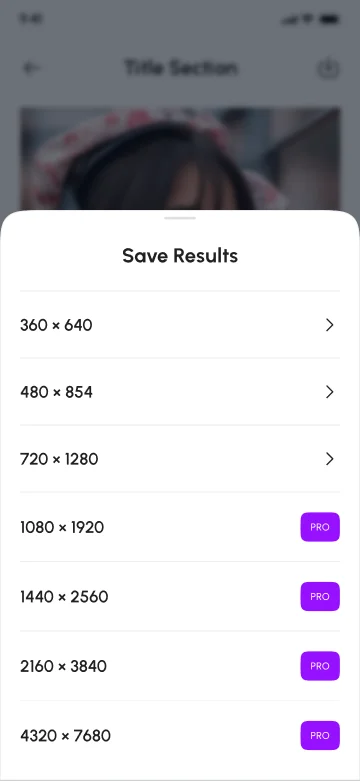 9:41
Title Section
Save Results
360 × 640
480 × 854
720 × 1280
1080 × 1920 PRO
1440 × 2560 PRO
2160 × 3840 PRO
4320 × 7680 PRO